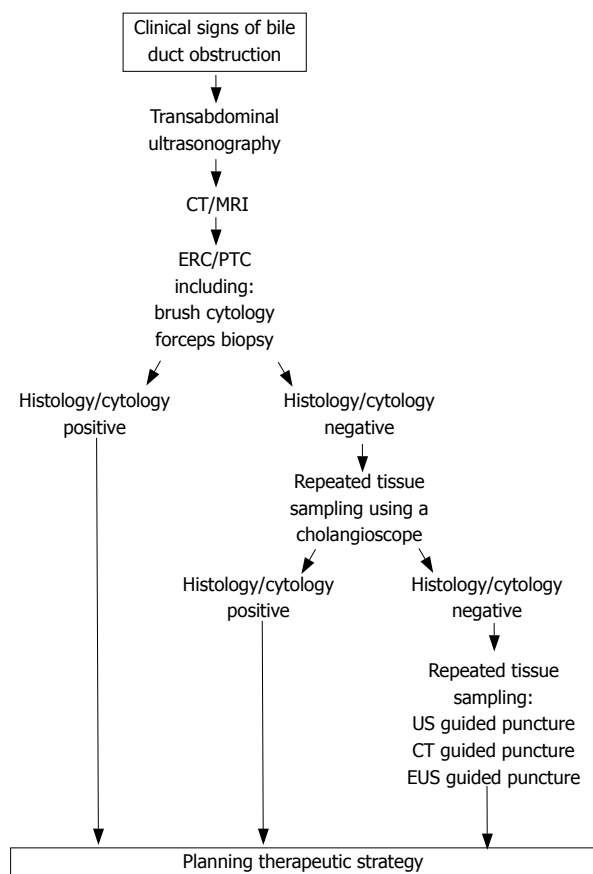 Clinical signs of bile
duct obstruction
Transabdominal
ultrasonography
CT/MRI
ERC/PTC
including:
brush cytology
forceps biopsy
Histology/cytology
positive
Histology/cytology
negative
Repeated tissue
sampling using a
cholangioscope
Histology/cytology
positive
Histology/cytology
negative
Repeated tissue
sampling:
US guided puncture
CT guided puncture
EUS guided puncture
Planning therapeutic strategy